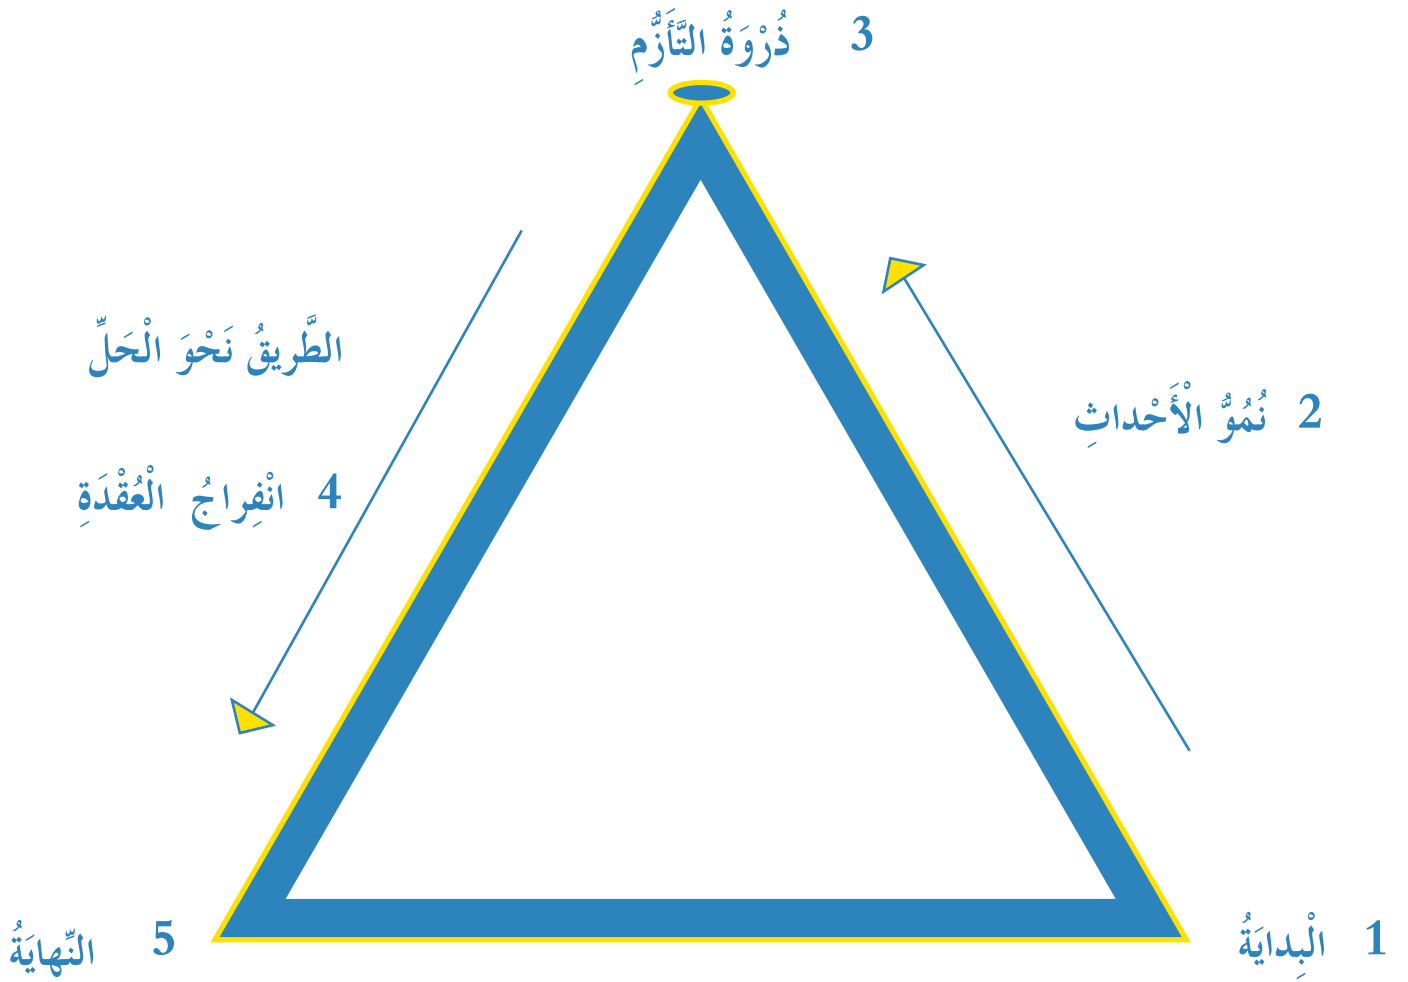 3 ذُرْوَةُ التَّأَزُّمِ
2 نُمُوُّ الْأَحْداثِ
1 الْبِدايَةُ
الطَّريقُ نَحْوَ الْحَلِّ
4 انْفِراجُ الْعُقْدَةِ
5 النِّهايَةُ